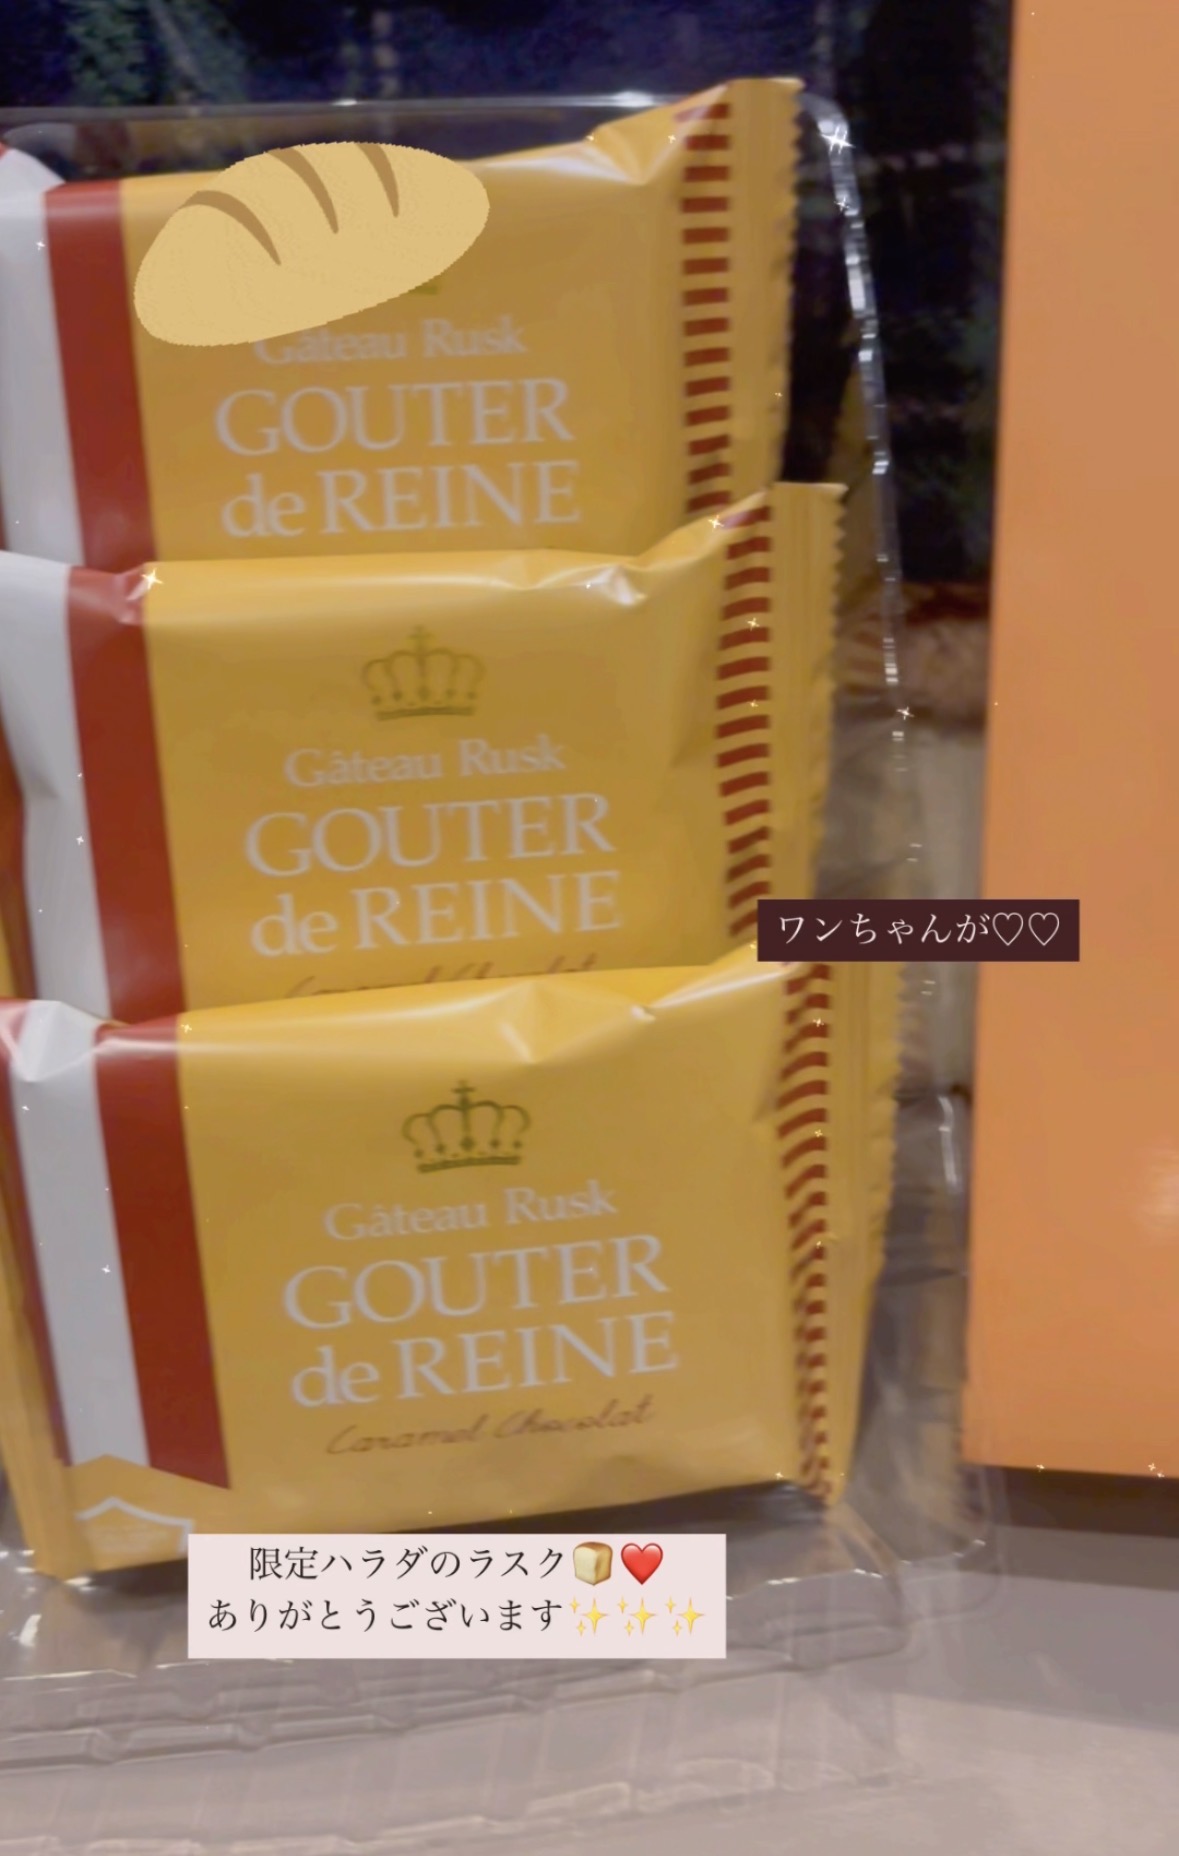 Gâteau Rusk
GOUTER
de REINE
Gâteau Rusk
GOUTER
de REINE
Caramel Chocolat
ワンちゃんが♡♡
Gâteau Rusk
GOUTER
de REINE
Caramel Chocolat
限定ハラダのラスク🍞❤️
ありがとうございます✨✨✨